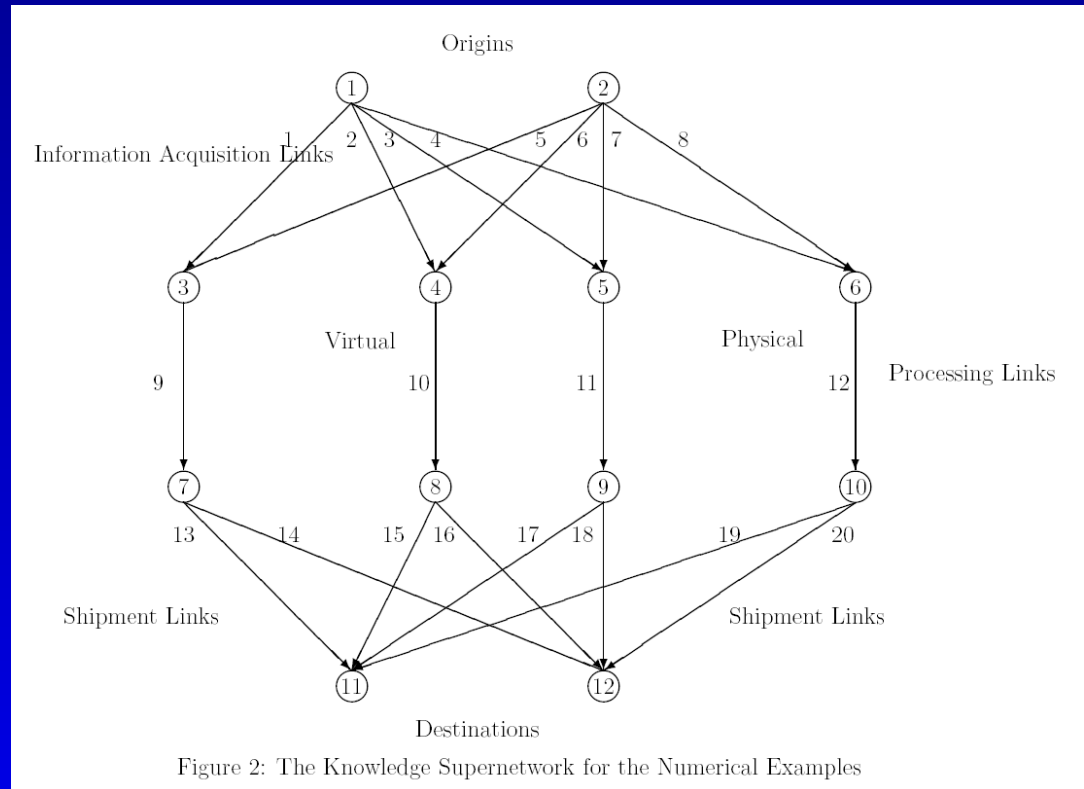 Origins
1 2
1 2 3 4 5 6 7 8
Information Acquisition Links
3 4 5 6
Virtual Physical
Processing Links
9 10 11 12
7 8 9 10
13 14 15 16 17 18 19 20
Shipment Links Shipment Links
11 12
Destinations
Figure 2: The Knowledge Supernetwork for the Numerical Examples